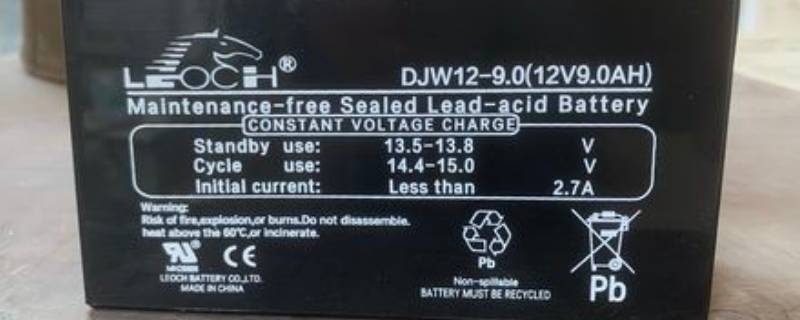 LEOCH®
DJW12-9.0(12V9.0AH)
Maintenance-free Sealed Lead-acid Battery
CONSTANT VOLTAGE CHARGE
Standby use: 13.5-13.8 V
Cycle use: 14.4-15.0 V
Initial current: Less than 2.7A
Warning:
Risk of fire,explosion,or burns.Do not disassemble.
heat above the 60°C,or incinerate.
CE
LEOCH BATTERY CO.,LTD.
MADE IN CHINA
Pb
Non-spillable
BATTERY MUST BE RECYCLED
Pb